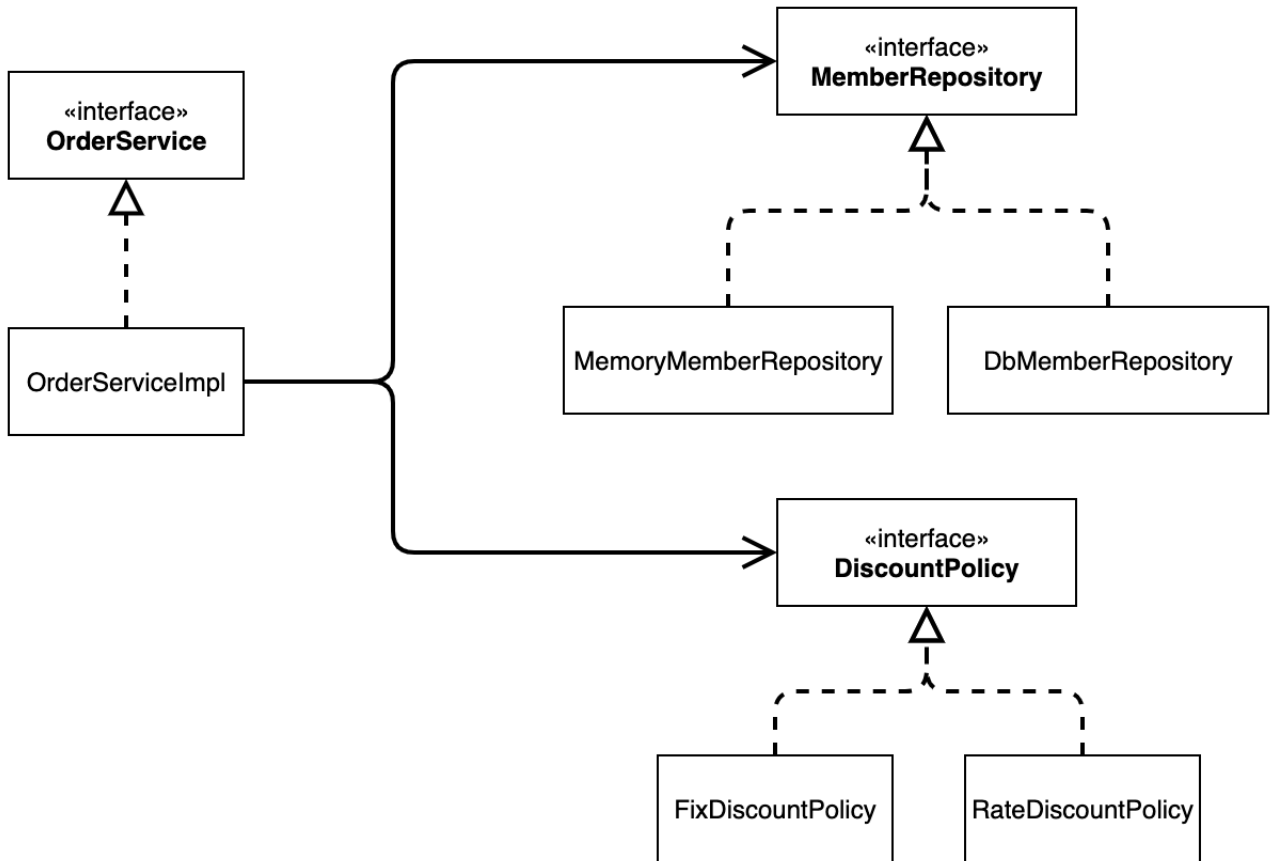 «interface»
OrderService
OrderServiceImpl
«interface»
MemberRepository
MemoryMemberRepository
DbMemberRepository
«interface»
DiscountPolicy
FixDiscountPolicy
RateDiscountPolicy